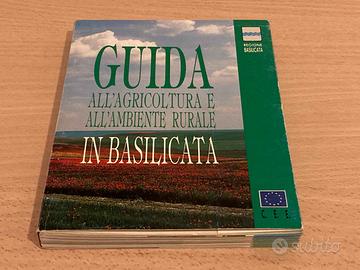 GUIDA
ALL'AGRICOLTURA E
ALL'AMBIENTE RURALE
IN BASILICATA
REGIONE
BASILICATA
C.E.E.
subito